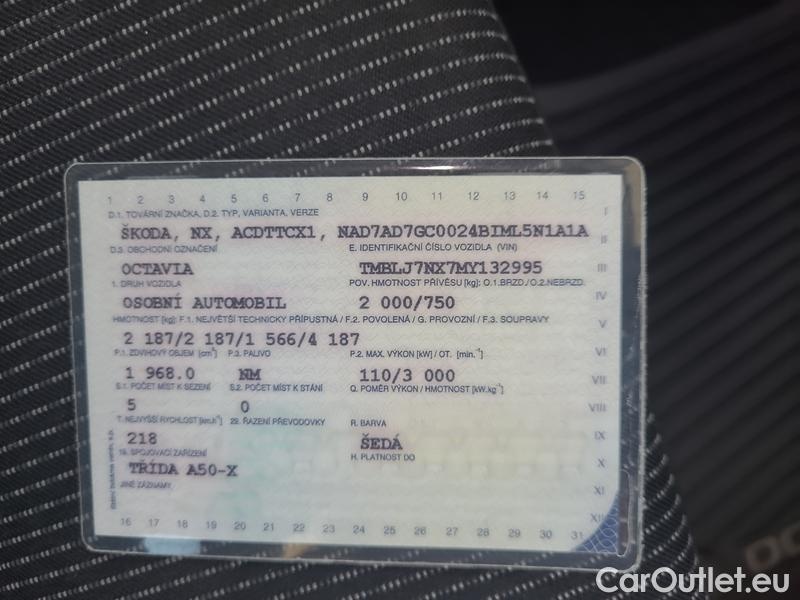 1 2 3 4 5 6 7 8 9 10 11 12 13 14 15
D.1. TOVÁRNÍ ZNAČKA, D.2. TYP, VARIANTA, VERZE I
ŠKODA, NX, ACDTTCX1, NAD7AD7GC0024BIML5N1A1A
D.3. OBCHODNÍ OZNAČENÍ E. IDENTIFIKAČNÍ ČÍSLO VOZIDLA (VIN) II
OCTAVIA TMBLJ7NX7MY132995 III
1. DRUH VOZIDLA POV. HMOTNOST PŘÍVĚSU [kg]: O.1.BRZD./O.2.NEBRZD.
OSOBNÍ AUTOMOBIL 2 000/750 IV
HMOTNOST [kg]: F.1. NEJVĚTŠÍ TECHNICKY PŘÍPUSTNÁ / F.2. POVOLENÁ / G. PROVOZNÍ / F.3. SOUPRAVY V
2 187/2 187/1 566/4 187
P.1. ZDVIHOVÝ OBJEM [cm³] P.3. PALIVO P.2. MAX. VÝKON [kW] / OT. [min.⁻¹] VI
1 968.0 NM 110/3 000 VII
S.1. POČET MÍST K SEZENÍ S.2. POČET MÍST K STÁNÍ Q. POMĚR VÝKON / HMOTNOST [kW.kg⁻¹]
5 0 VIII
T. NEJVYŠŠÍ RYCHLOST [km.h⁻¹] 22. ŘAZENÍ PŘEVODOVKY R. BARVA
218 ŠEDÁ IX
19. SPOJOVACÍ ZAŘÍZENÍ H. PLATNOST DO
TŘÍDA A50-X X
JINÉ ZÁZNAMY XI
XII
16 17 18 19 20 21 22 23 24 25 26 27 28 29 30 31
CarOutlet.eu